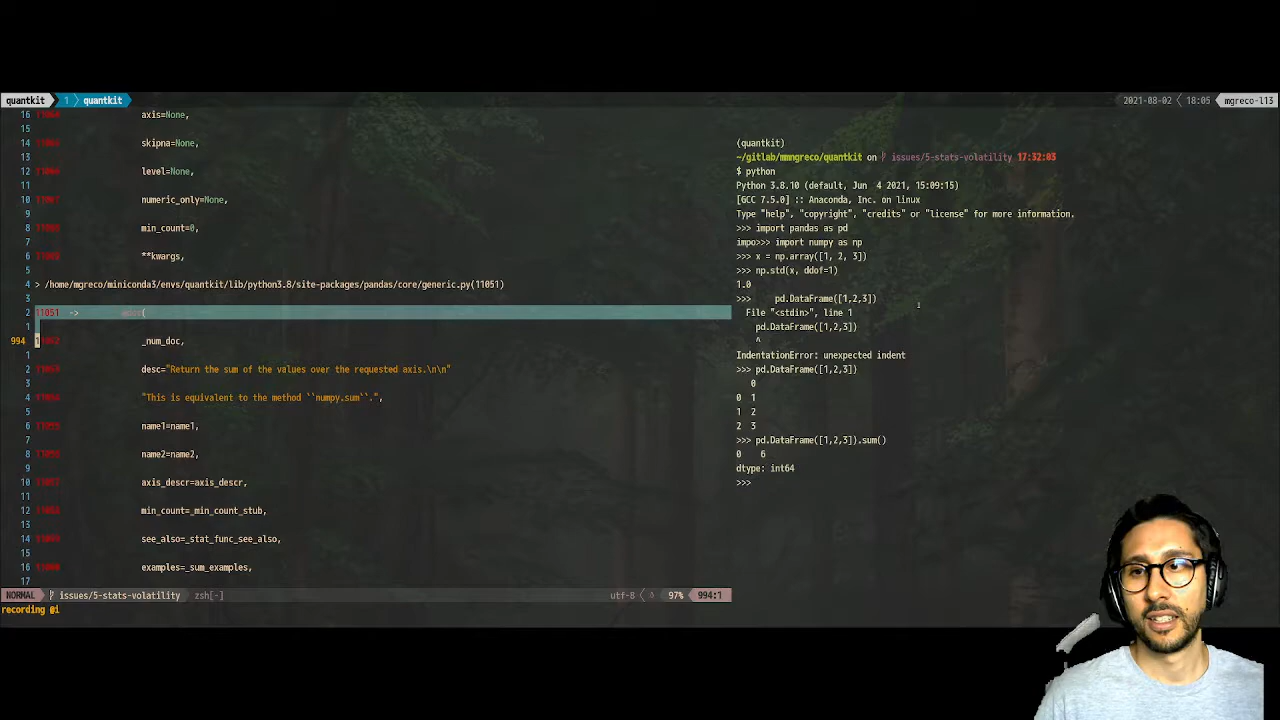 quantkit 1 quantkit 2021-08-02 18:05 mgreco-l13
16 axis=None,
15
14 skipna=None,
13
12 level=None,
11
10 numeric_only=None,
9
8 min_count=0,
7
6 **kwargs,
5
4 > /home/mgreco/miniconda3/envs/quantkit/lib/python3.8/site-packages/pandas/core/generic.py(11051)
3
2 11051 ->
1
994 _num_doc,
1
2 desc="Return the sum of the values over the requested axis.\n\n"
3
4 "This is equivalent to the method ``numpy.sum``.",
5
6 name1=name1,
7
8 name2=name2,
9
10 axis_descr=axis_descr,
11
12 min_count=_min_count_stub,
13
14 see_also=_stat_func_see_also,
15
16 examples=_sum_examples,
17
NORMAL issues/5-stats-volatility zsh[-] utf-8 97% 994:1
recording @i
(quantkit)
~/gitlab/mmngreco/quantkit on issues/5-stats-volatility 17:32:03
$ python
Python 3.8.10 (default, Jun 4 2021, 15:09:15)
[GCC 7.5.0] :: Anaconda, Inc. on linux
Type "help", "copyright", "credits" or "license" for more information.
>>> import pandas as pd
impo>>> import numpy as np
>>> x = np.array([1, 2, 3])
>>> np.std(x, ddof=1)
1.0
>>>     pd.DataFrame([1,2,3])
File "<stdin>", line 1
pd.DataFrame([1,2,3])
^
IndentationError: unexpected indent
>>> pd.DataFrame([1,2,3])
0
0 1
1 2
2 3
>>> pd.DataFrame([1,2,3]).sum()
0 6
dtype: int64
>>>